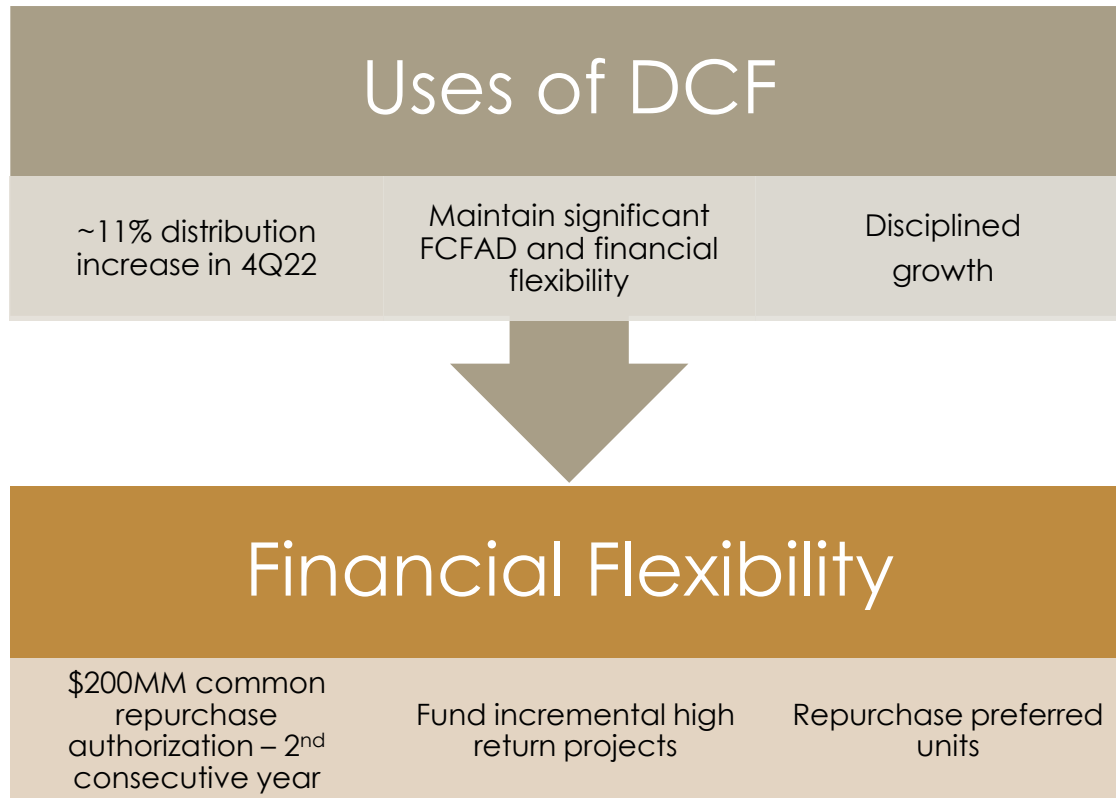 Uses of DCF
~11% distribution
increase in 4Q22
Maintain significant
FCFAD and financial
flexibility
Disciplined
growth
Financial Flexibility
$200MM common
repurchase
authorization – 2nd
consecutive year
Fund incremental high
return projects
Repurchase preferred
units